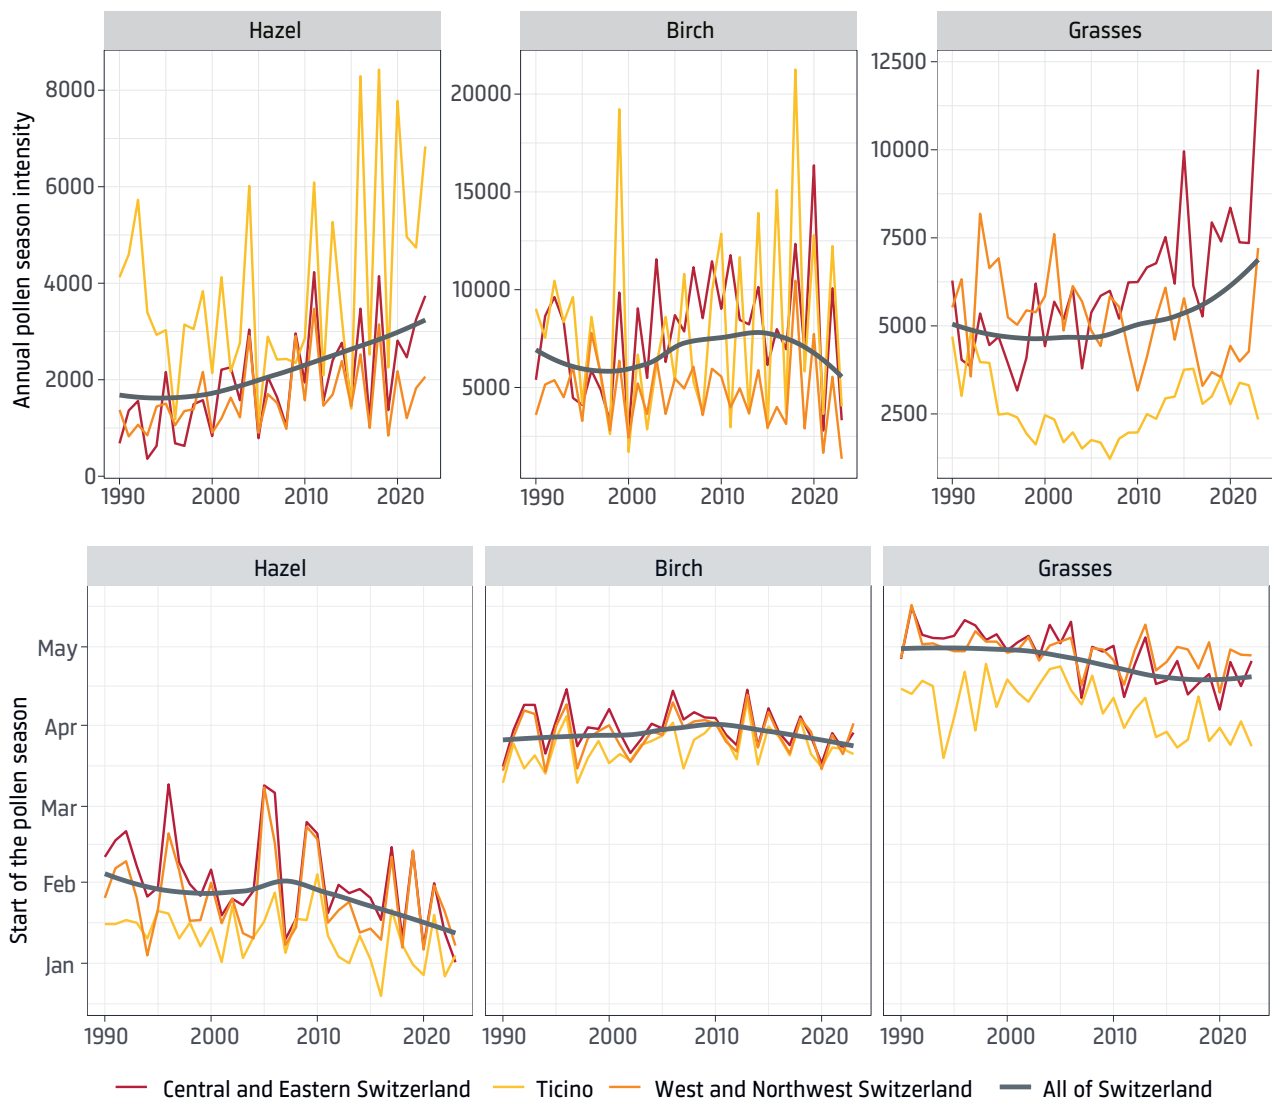 Hazel
Birch
Grasses
Annual pollen season intensity
8000
6000
4000
2000
0
1990
2000
2010
2020
20000
15000
10000
5000
1990
2000
2010
2020
12500
10000
7500
5000
2500
1990
2000
2010
2020
Hazel
Birch
Grasses
Start of the pollen season
May
Apr
Mar
Feb
Jan
1990
2000
2010
2020
1990
2000
2010
2020
1990
2000
2010
2020
Central and Eastern Switzerland
Ticino
West and Northwest Switzerland
All of Switzerland